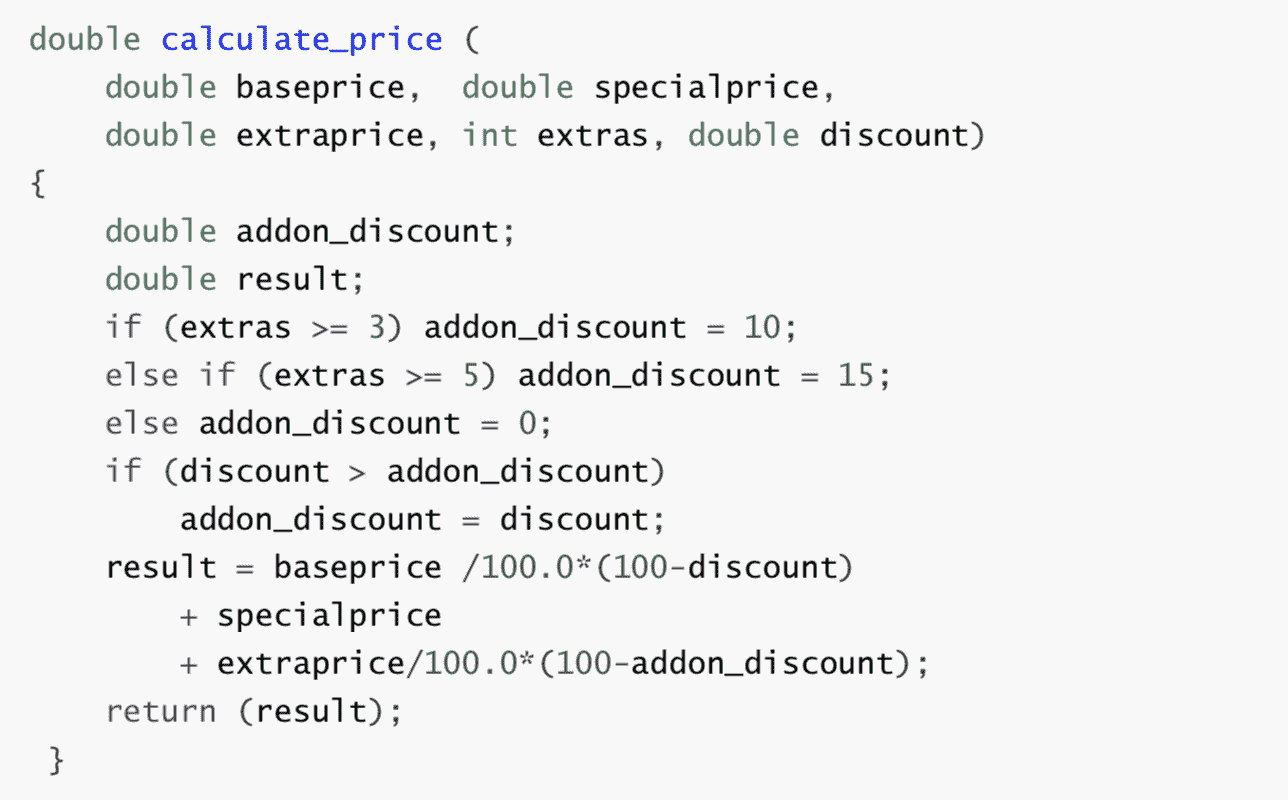 double calculate_price (
    double baseprice,  double specialprice,
    double extraprice, int extras, double discount)
{
    double addon_discount;
    double result;
    if (extras >= 3) addon_discount = 10;
    else if (extras >= 5) addon_discount = 15;
    else addon_discount = 0;
    if (discount > addon_discount)
        addon_discount = discount;
    result = baseprice /100.0*(100-discount)
        + specialprice
        + extraprice/100.0*(100-addon_discount);
    return (result);
 }